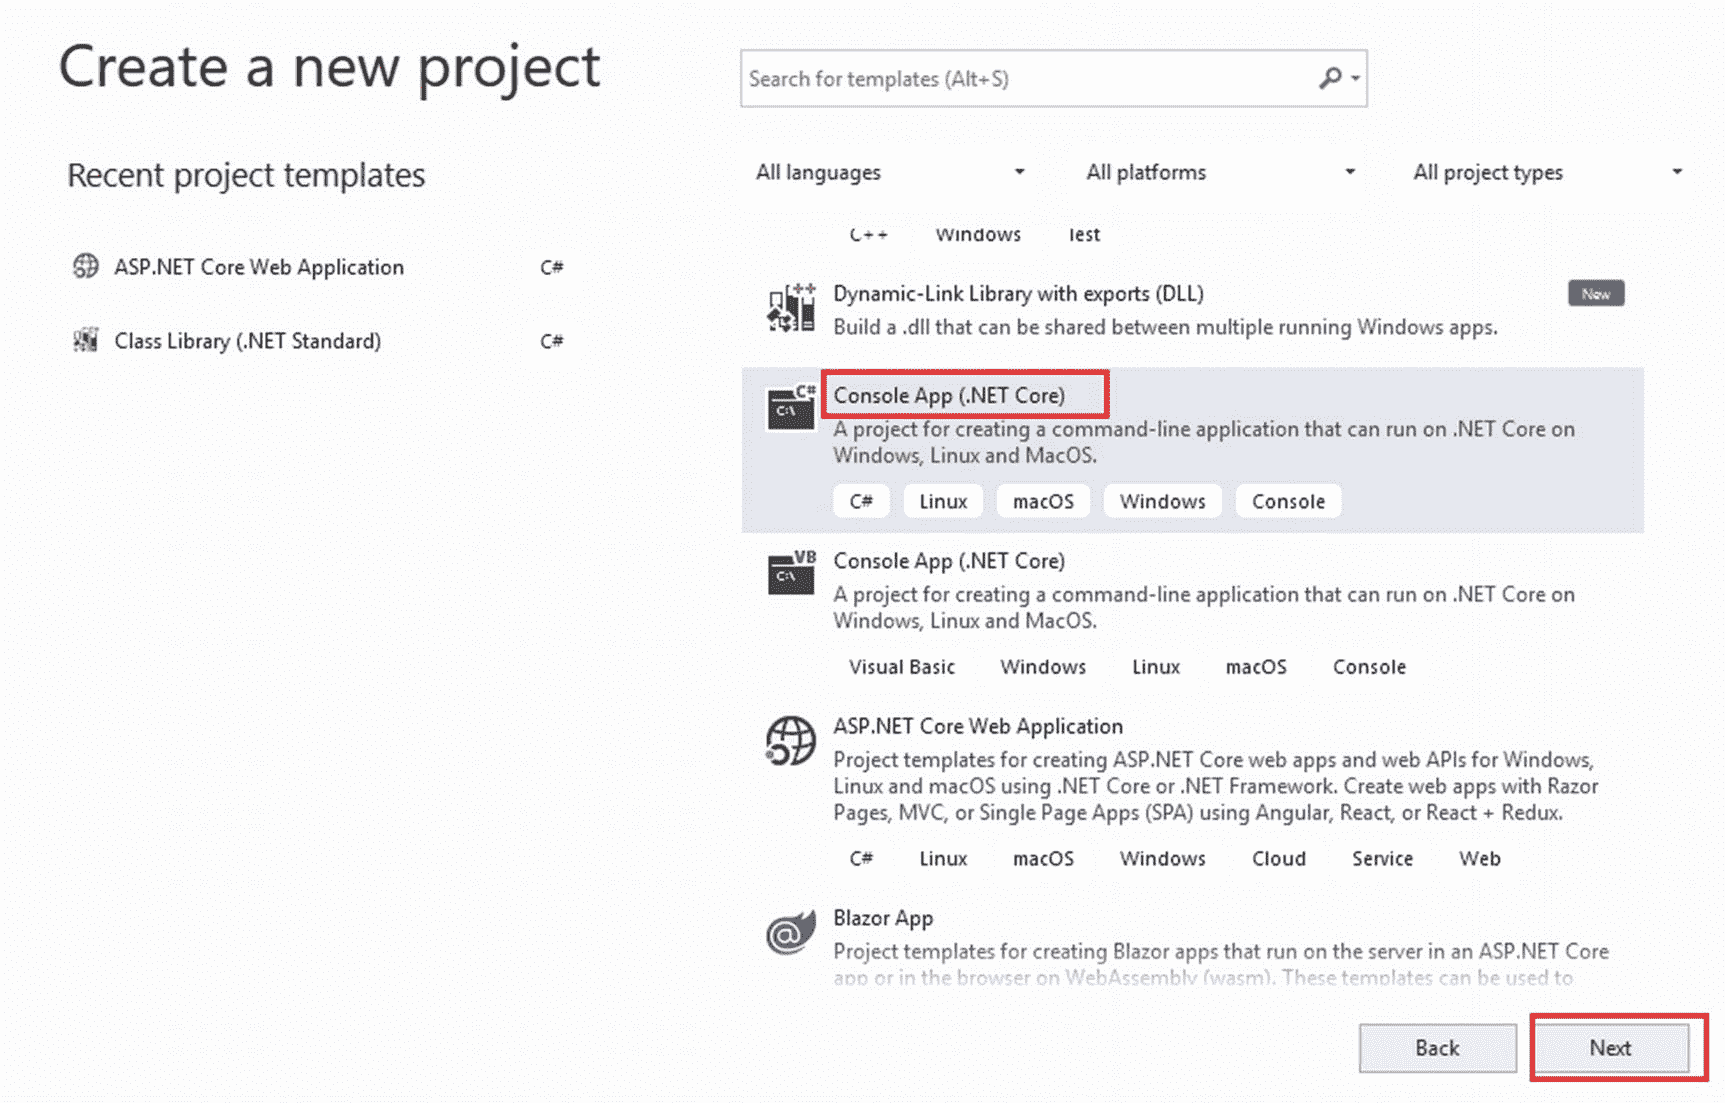 Create a new project
Search for templates (Alt+S)
Recent project templates
All languages
All platforms
All project types
ASP.NET Core Web Application C#
Class Library (.NET Standard) C#
C++ Windows Test
Dynamic-Link Library with exports (DLL) New
Build a .dll that can be shared between multiple running Windows apps.
C#
C:\
Console App (.NET Core)
A project for creating a command-line application that can run on .NET Core on
Windows, Linux and MacOS.
C# Linux macOS Windows Console
VB
C:\
Console App (.NET Core)
A project for creating a command-line application that can run on .NET Core on
Windows, Linux and MacOS.
Visual Basic Windows Linux macOS Console
ASP.NET Core Web Application
Project templates for creating ASP.NET Core web apps and web APIs for Windows,
Linux and macOS using .NET Core or .NET Framework. Create web apps with Razor
Pages, MVC, or Single Page Apps (SPA) using Angular, React, or React + Redux.
C# Linux macOS Windows Cloud Service Web
Blazor App
Project templates for creating Blazor apps that run on the server in an ASP.NET Core
app or in the browser on WebAssembly (wasm). These templates can be used to
Back
Next